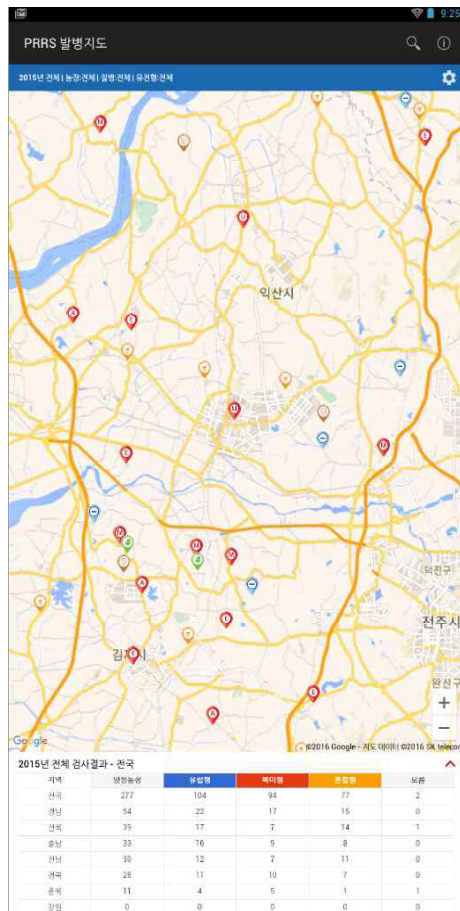 9:25
PRRS 발병지도
2015년 전체 | 농장:전체 | 질병:전체 | 유전형:전체
익산시
덕진구
전주시
완산구
+
−
Google
©2016 Google - 지도 데이터 ©2016 SK telecom
2015년 전체 검사결과 - 전국
지역 양성농장 유럽형 북미형 혼합형 모름
전국 277 104 94 77 2
경남 54 22 17 15 0
전북 39 17 7 14 1
충남 33 16 9 8 0
전남 30 12 7 11 0
경북 28 11 10 7 0
충북 11 4 5 1 1
강원 0 0 0 0 0